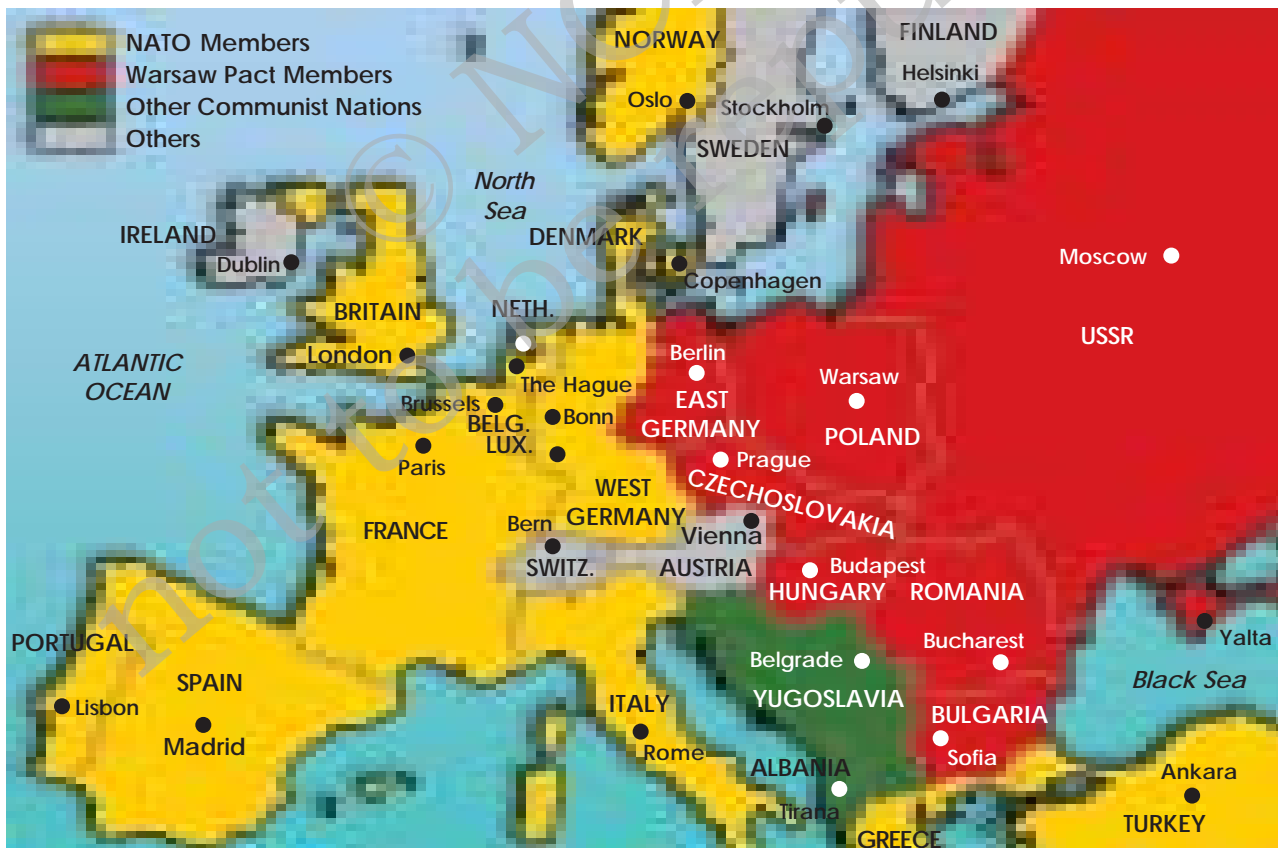 NATO Members
Warsaw Pact Members
Other Communist Nations
Others
NORWAY
Oslo
FINLAND
Helsinki
Stockholm
SWEDEN
North
Sea
IRELAND
Dublin
DENMARK
Copenhagen
Moscow
BRITAIN
London
NETH.
The Hague
USSR
ATLANTIC
OCEAN
Berlin
EAST
GERMANY
Warsaw
POLAND
Brussels
BELG.
LUX.
Bonn
Paris
Prague
CZECHOSLOVAKIA
WEST
GERMANY
FRANCE
Bern
SWITZ.
Vienna
AUSTRIA
Budapest
HUNGARY
ROMANIA
Yalta
PORTUGAL
Lisbon
SPAIN
Madrid
Bucharest
Black Sea
Belgrade
YUGOSLAVIA
ITALY
Rome
BULGARIA
Sofia
ALBANIA
Tirana
GREECE
Ankara
TURKEY
©
not to be